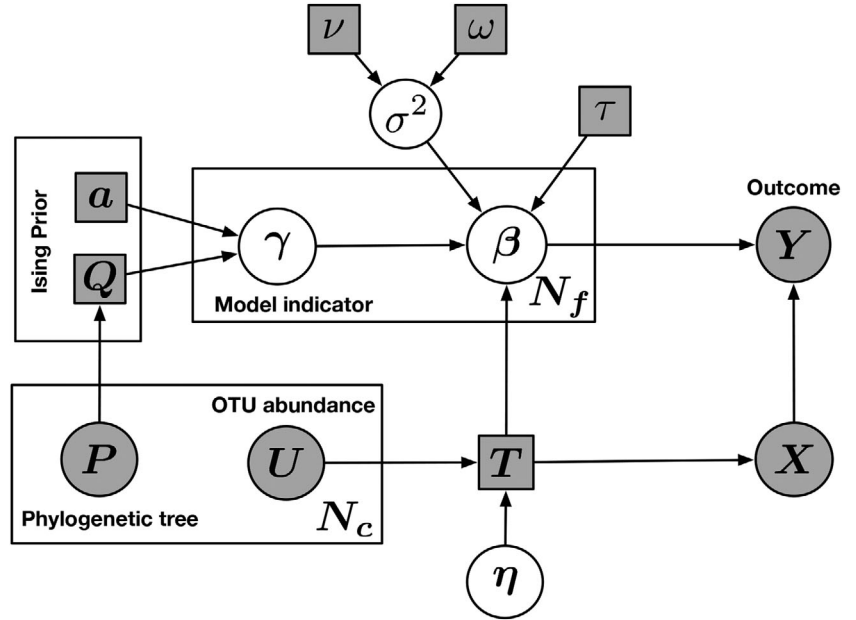 ν
ω
σ²
τ
Ising Prior
a
Q
γ
β
Model indicator
N_f
Outcome
Y
OTU abundance
P
U
T
X
Phylogenetic tree
N_c
η